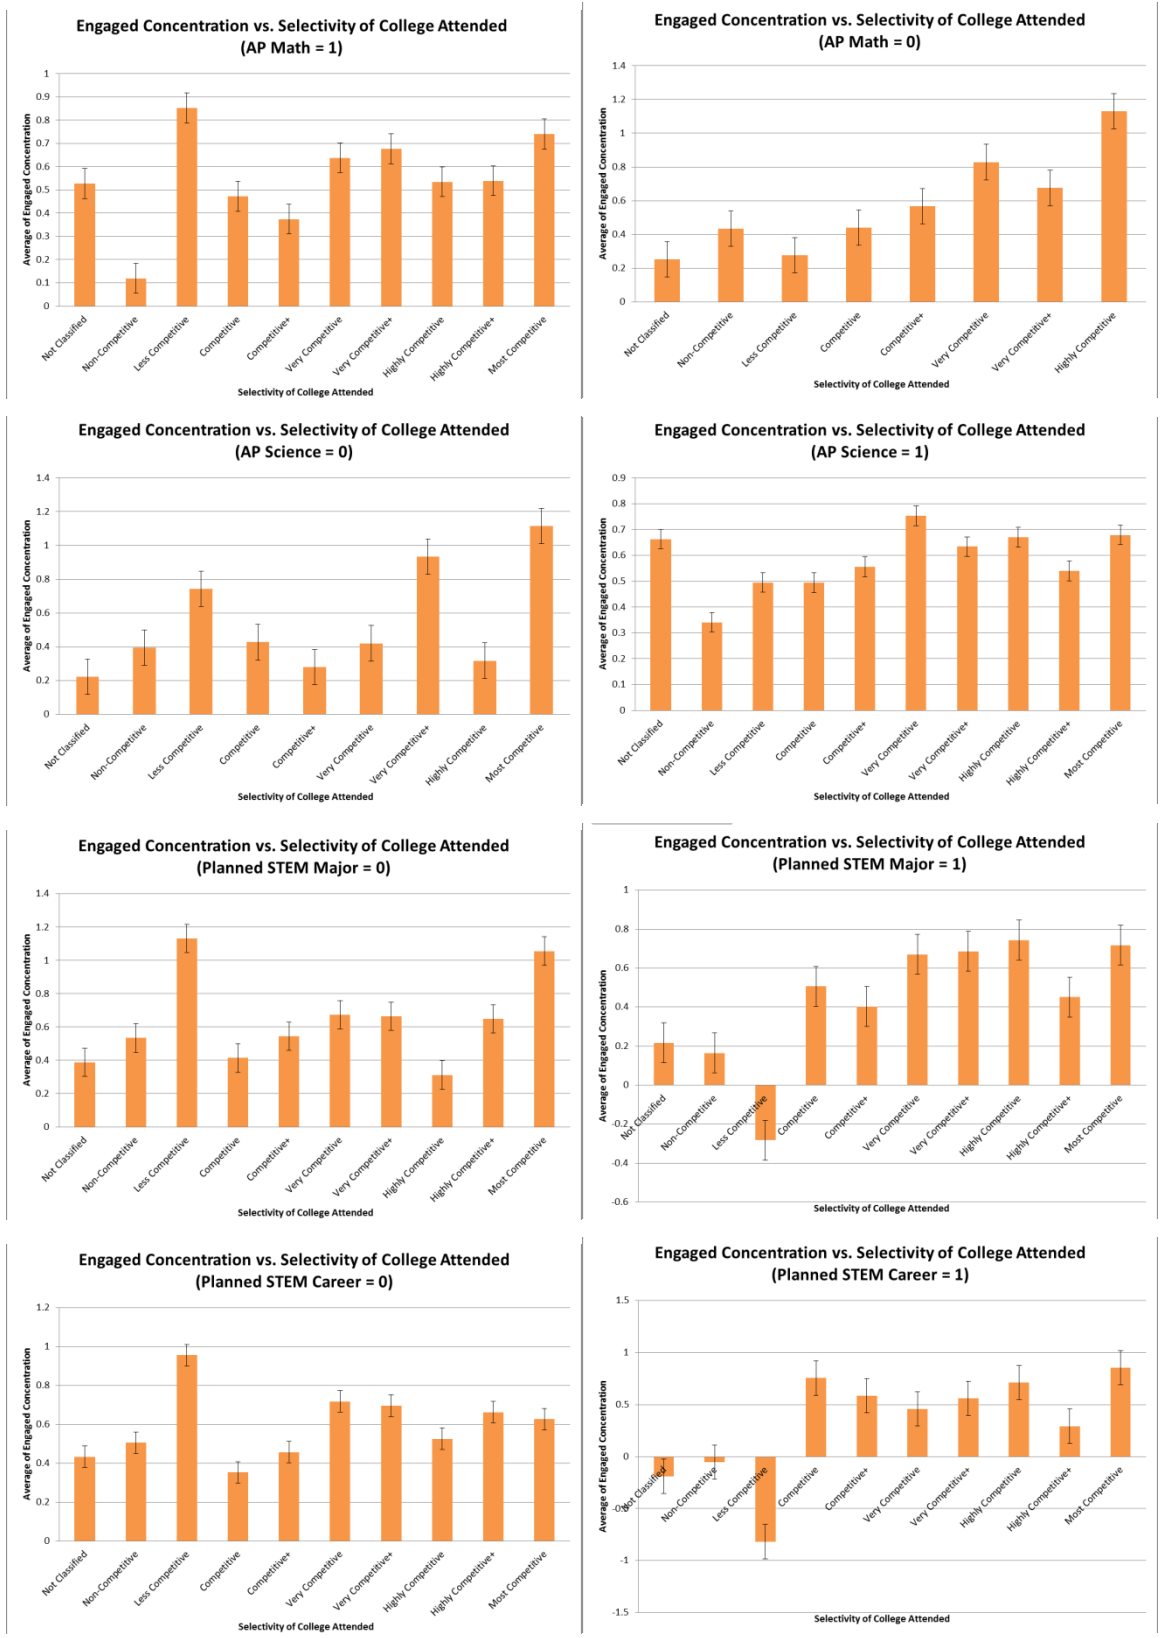 Engaged Concentration vs. Selectivity of College Attended
(AP Math = 1)
Average of Engaged Concentration
1
0.9
0.8
0.7
0.6
0.5
0.4
0.3
0.2
0.1
0
Not Classified
Non-Competitive
Less Competitive
Competitive
Competitive+
Very Competitive
Very Competitive+
Highly Competitive
Highly Competitive+
Most Competitive
Selectivity of College Attended
Engaged Concentration vs. Selectivity of College Attended
(AP Math = 0)
Average of Engaged Concentration
1.4
1.2
1
0.8
0.6
0.4
0.2
0
Not Classified
Non-Competitive
Less Competitive
Competitive
Competitive+
Very Competitive
Very Competitive+
Highly Competitive
Selectivity of College Attended
Engaged Concentration vs. Selectivity of College Attended
(AP Science = 0)
Average of Engaged Concentration
1.4
1.2
1
0.8
0.6
0.4
0.2
0
Not Classified
Non-Competitive
Less Competitive
Competitive
Competitive+
Very Competitive
Very Competitive+
Highly Competitive
Most Competitive
Selectivity of College Attended
Engaged Concentration vs. Selectivity of College Attended
(AP Science = 1)
Average of Engaged Concentration
0.9
0.8
0.7
0.6
0.5
0.4
0.3
0.2
0.1
0
Not Classified
Non-Competitive
Less Competitive
Competitive
Competitive+
Very Competitive
Very Competitive+
Highly Competitive
Highly Competitive+
Most Competitive
Selectivity of College Attended
Engaged Concentration vs. Selectivity of College Attended
(Planned STEM Major = 0)
Average of Engaged Concentration
1.4
1.2
1
0.8
0.6
0.4
0.2
0
Not Classified
Non-Competitive
Less Competitive
Competitive
Competitive+
Very Competitive
Very Competitive+
Highly Competitive
Highly Competitive+
Most Competitive
Selectivity of College Attended
Engaged Concentration vs. Selectivity of College Attended
(Planned STEM Major = 1)
Average of Engaged Concentration
1
0.8
0.6
0.4
0.2
0
-0.2
-0.4
-0.6
Not Classified
Non-Competitive
Less Competitive
Competitive
Competitive+
Very Competitive
Very Competitive+
Highly Competitive
Highly Competitive+
Most Competitive
Selectivity of College Attended
Engaged Concentration vs. Selectivity of College Attended
(Planned STEM Career = 0)
Average of Engaged Concentration
1.2
1
0.8
0.6
0.4
0.2
0
Not Classified
Non-Competitive
Less Competitive
Competitive
Competitive+
Very Competitive
Very Competitive+
Highly Competitive
Highly Competitive+
Most Competitive
Selectivity of College Attended
Engaged Concentration vs. Selectivity of College Attended
(Planned STEM Career = 1)
Average of Engaged Concentration
1.5
1
0.5
0
-0.5
-1
-1.5
Not Classified
Non-Competitive
Less Competitive
Competitive
Competitive+
Very Competitive
Very Competitive+
Highly Competitive
Highly Competitive+
Most Competitive
Selectivity of College Attended